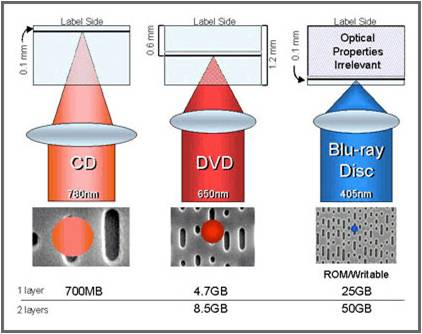 Label Side
Label Side
Label Side
0.1 mm
0.6 mm
1.2 mm
0.1 mm
Optical
Properties
Irrelevant
CD
780nm
DVD
650nm
Blu-ray
Disc
405nm
ROM/Writable
1 layer 700MB 4.7GB 25GB
2 layers 8.5GB 50GB